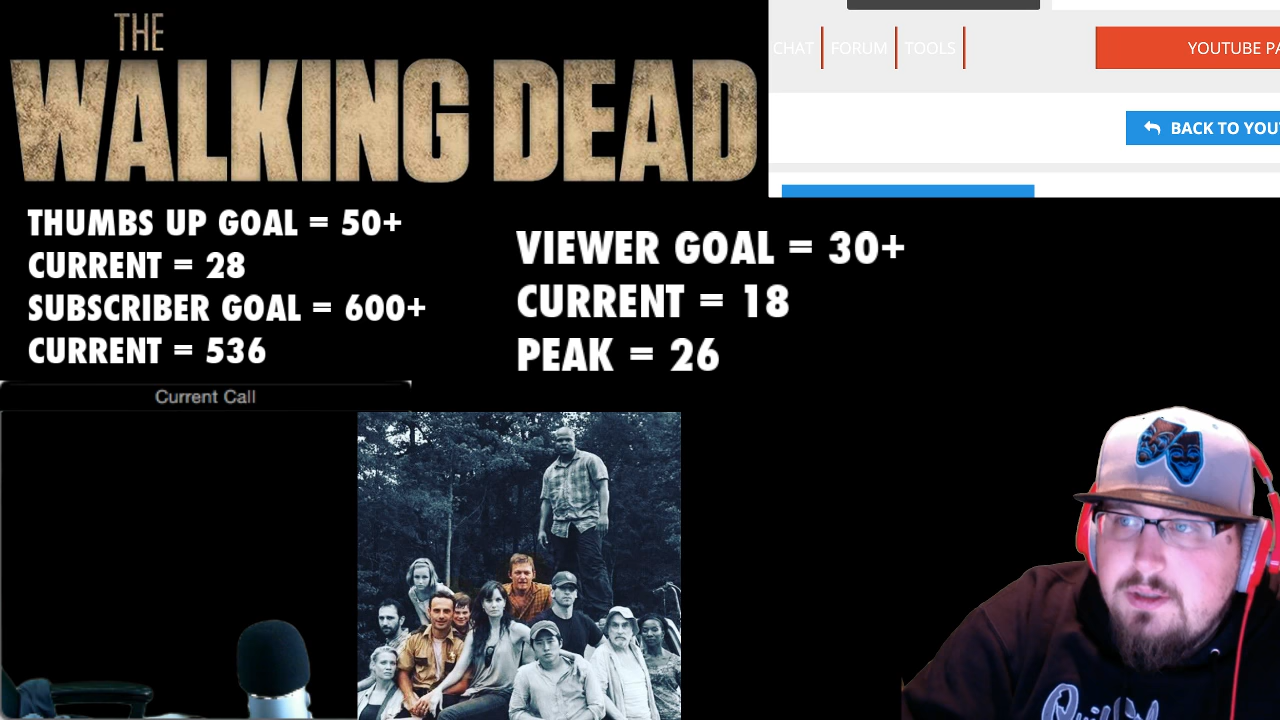 THE
WALKING DEAD
CHAT
FORUM
TOOLS
YOUTUBE PA
BACK TO YOU
THUMBS UP GOAL = 50+
CURRENT = 28
SUBSCRIBER GOAL = 600+
CURRENT = 536
VIEWER GOAL = 30+
CURRENT = 18
PEAK = 26
Current Call